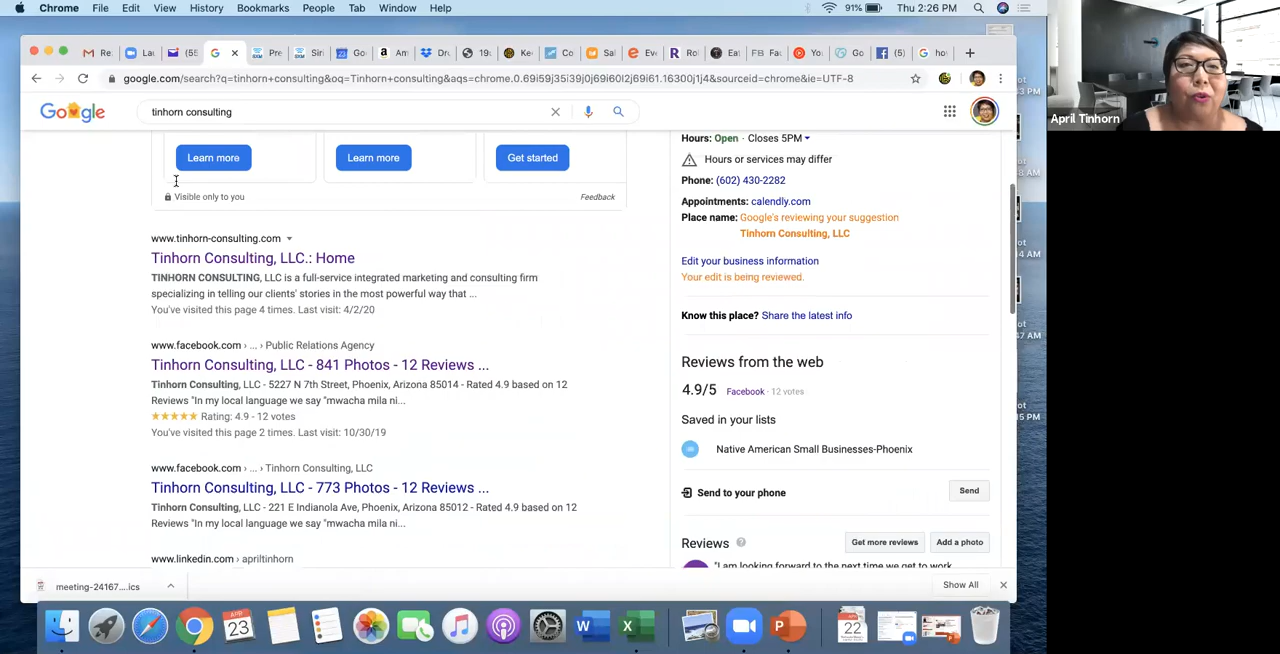 Chrome File Edit View History Bookmarks People Tab Window Help
91% Thu 2:26 PM
google.com/search?q=tinhorn+consulting&oq=Tinhorn+consulting&aqs=chrome.0.69i59j35i39j0j69i60l2j69i61.16300j1j4&sourceid=chrome&ie=UTF-8
Google
tinhorn consulting
Learn more Learn more Get started
Visible only to you Feedback
www.tinhorn-consulting.com
Tinhorn Consulting, LLC.: Home
TINHORN CONSULTING, LLC is a full-service integrated marketing and consulting firm
specializing in telling our clients' stories in the most powerful way that ...
You've visited this page 4 times. Last visit: 4/2/20
www.facebook.com › ... › Public Relations Agency
Tinhorn Consulting, LLC - 841 Photos - 12 Reviews ...
Tinhorn Consulting, LLC - 5227 N 7th Street, Phoenix, Arizona 85014 - Rated 4.9 based on 12
Reviews "In my local language we say "mwacha mila ni...
Rating: 4.9 - 12 votes
You've visited this page 2 times. Last visit: 10/30/19
www.facebook.com › ... › Tinhorn Consulting, LLC
Tinhorn Consulting, LLC - 773 Photos - 12 Reviews ...
Tinhorn Consulting, LLC - 221 E Indianola Ave, Phoenix, Arizona 85012 - Rated 4.9 based on 12
Reviews "In my local language we say "mwacha mila ni...
www.linkedin.com › apriltinhorn
Hours: Open · Closes 5PM
Hours or services may differ
Phone: (602) 430-2282
Appointments: calendly.com
Place name: Google's reviewing your suggestion
Tinhorn Consulting, LLC
Edit your business information
Your edit is being reviewed.
Know this place? Share the latest info
Reviews from the web
4.9/5 Facebook · 12 votes
Saved in your lists
Native American Small Businesses-Phoenix
Send to your phone Send
Reviews Get more reviews Add a photo
"I am looking forward to the next time we get to work
meeting-24167....ics Show All
APR
23
22
April Tinhorn